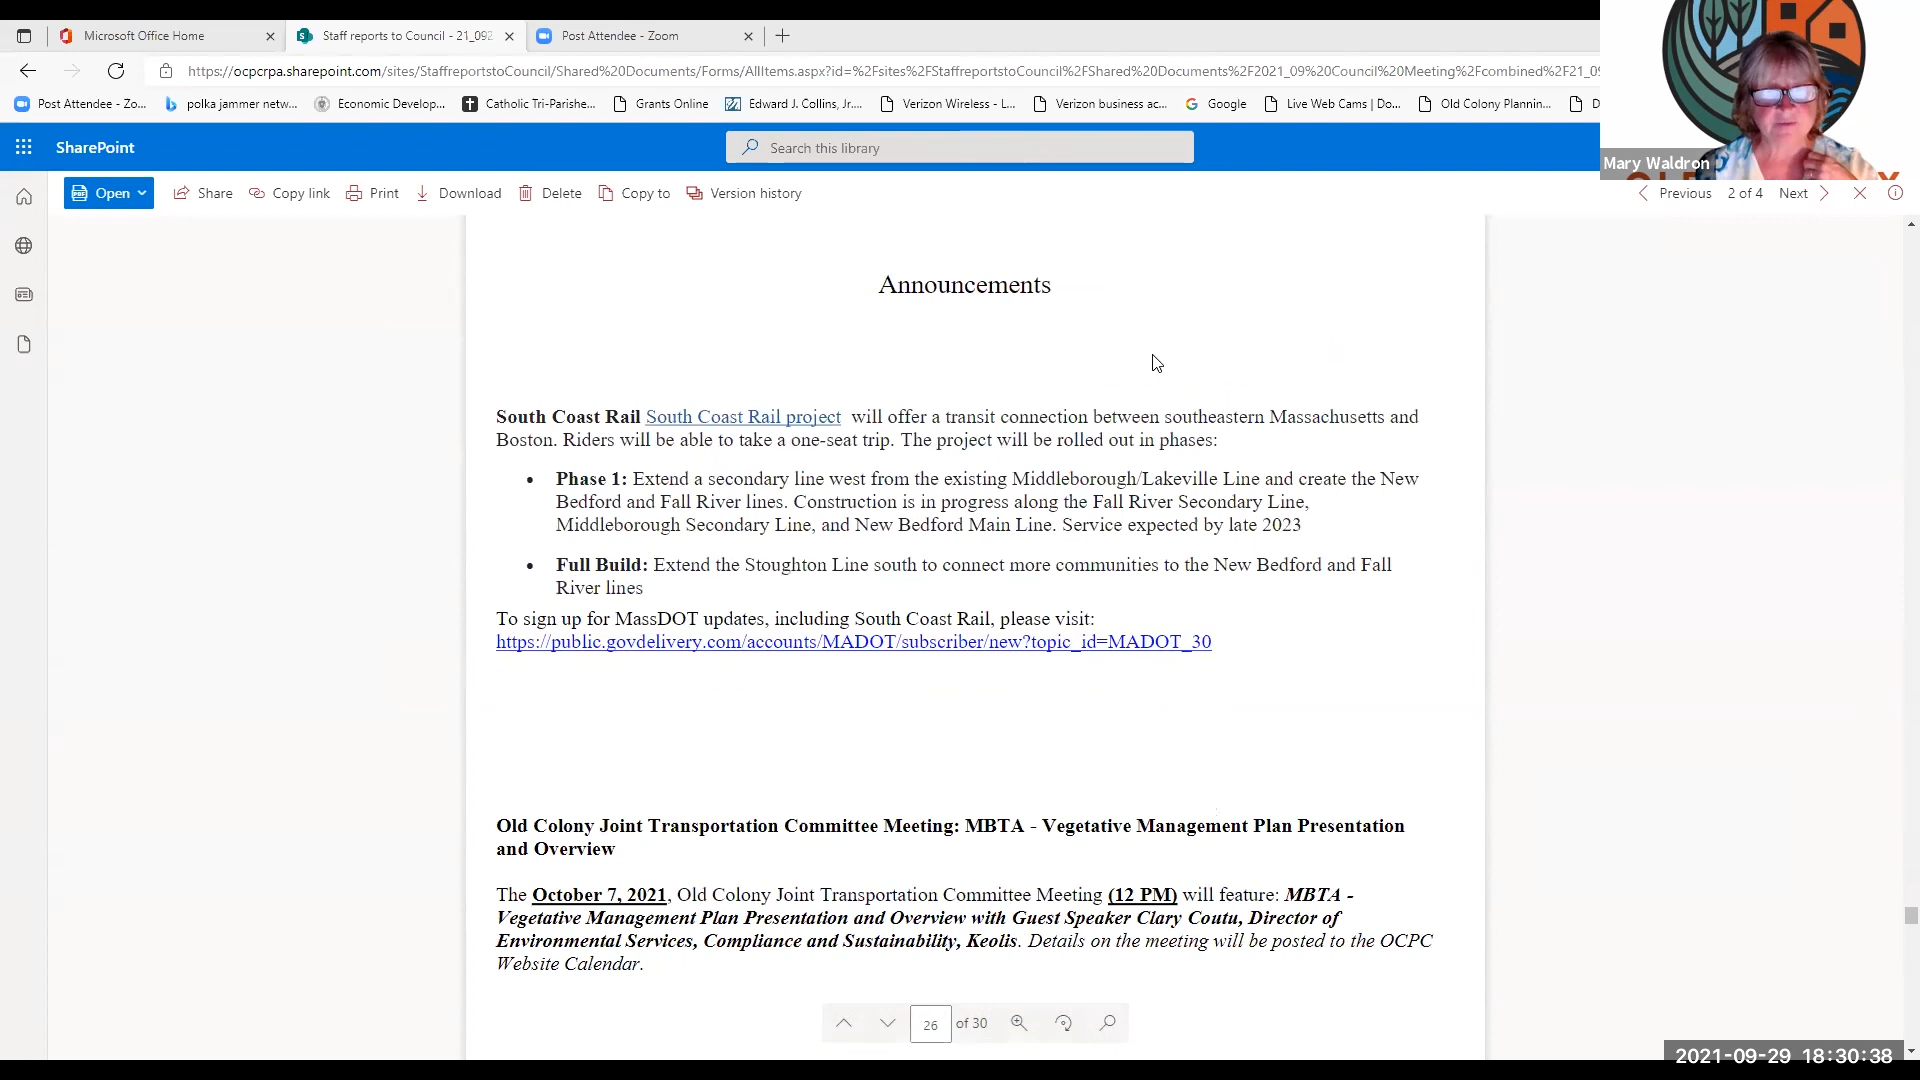 Microsoft Office Home
Staff reports to Council - 21_092
Post Attendee - Zoom
https://ocpcrpa.sharepoint.com/sites/StaffreportstoCouncil/Shared%20Documents/Forms/AllItems.aspx?id=%2Fsites%2FStaffreportstoCouncil%2FShared%20Documents%2F2021_09%20Council%20Meeting%2Fcombined%2F21_09
Post Attendee - Zo...
polka jammer netw...
Economic Develop...
Catholic Tri-Parishe...
Grants Online
Edward J. Collins, Jr....
Verizon Wireless - L...
Verizon business ac...
Google
Live Web Cams | Do...
Old Colony Plannin...
D
SharePoint
Search this library
Mary Waldron
Open
Share
Copy link
Print
Download
Delete
Copy to
Version history
Previous
2 of 4
Next
Announcements
South Coast Rail South Coast Rail project will offer a transit connection between southeastern Massachusetts and
Boston. Riders will be able to take a one-seat trip. The project will be rolled out in phases:
• Phase 1: Extend a secondary line west from the existing Middleborough/Lakeville Line and create the New
Bedford and Fall River lines. Construction is in progress along the Fall River Secondary Line,
Middleborough Secondary Line, and New Bedford Main Line. Service expected by late 2023
• Full Build: Extend the Stoughton Line south to connect more communities to the New Bedford and Fall
River lines
To sign up for MassDOT updates, including South Coast Rail, please visit:
https://public.govdelivery.com/accounts/MADOT/subscriber/new?topic_id=MADOT_30
Old Colony Joint Transportation Committee Meeting: MBTA - Vegetative Management Plan Presentation
and Overview
The October 7, 2021, Old Colony Joint Transportation Committee Meeting (12 PM) will feature: MBTA -
Vegetative Management Plan Presentation and Overview with Guest Speaker Clary Coutu, Director of
Environmental Services, Compliance and Sustainability, Keolis. Details on the meeting will be posted to the OCPC
Website Calendar.
26 of 30
2021-09-29 18:30:38